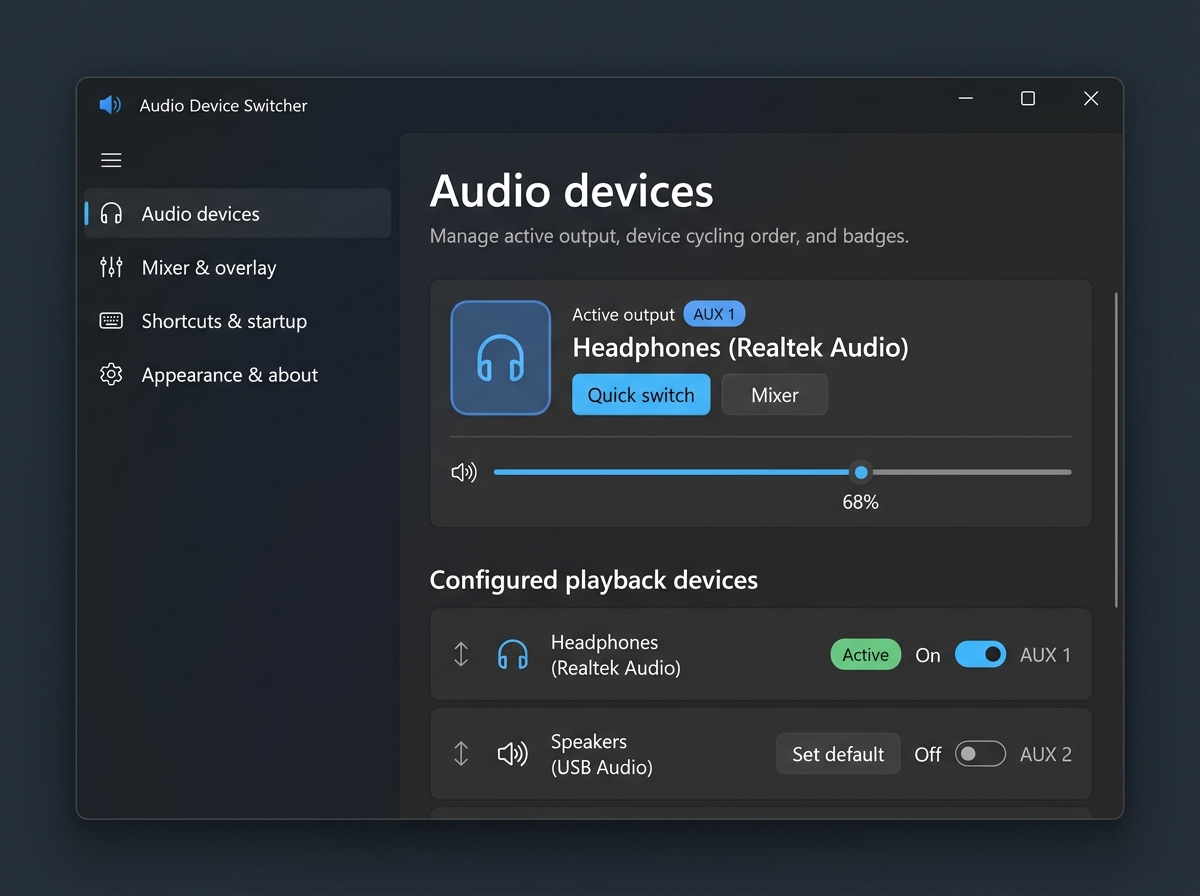 Audio Device Switcher
Audio devices
Mixer & overlay
Shortcuts & startup
Appearance & about
Audio devices
Manage active output, device cycling order, and badges.
Active output AUX 1
Headphones (Realtek Audio)
Quick switch Mixer
68%
Configured playback devices
Headphones
(Realtek Audio)
Active On AUX 1
Speakers
(USB Audio)
Set default Off AUX 2